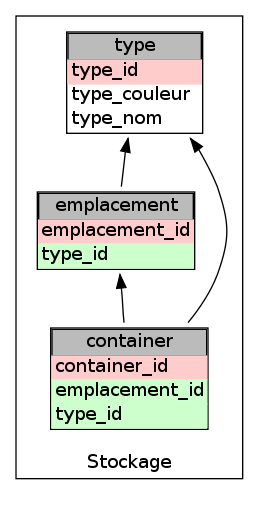 type
type_id
type_couleur
type_nom
emplacement
emplacement_id
type_id
container
container_id
emplacement_id
type_id
Stockage